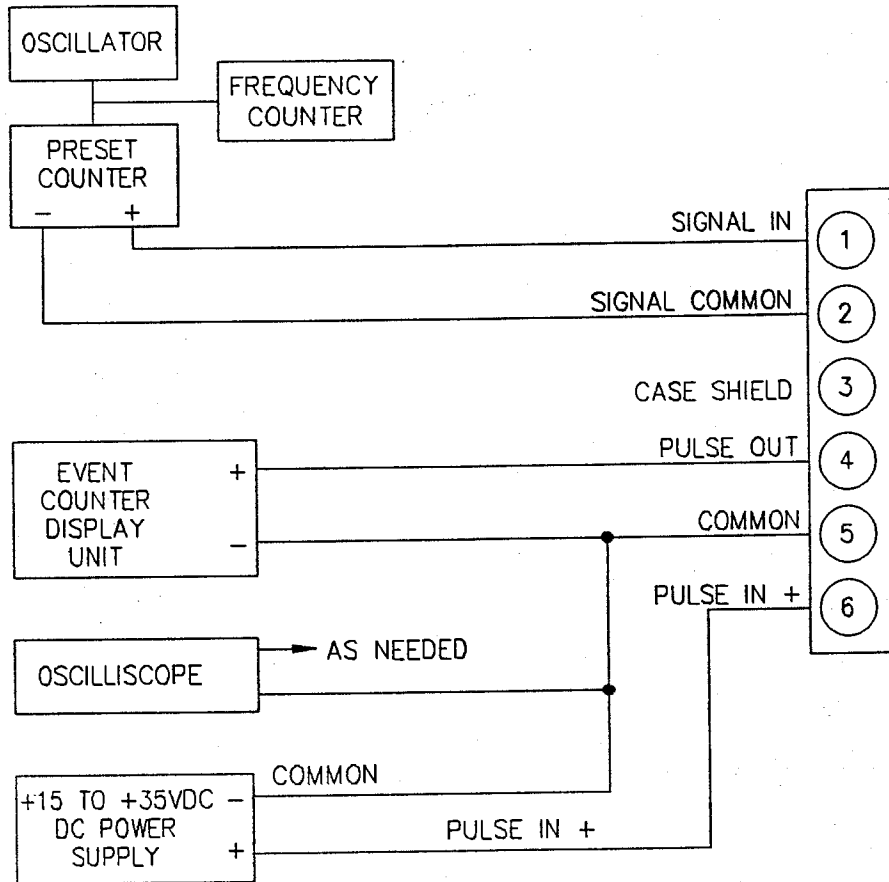 OSCILLATOR
FREQUENCY
COUNTER
PRESET
COUNTER
- +
SIGNAL IN
1
SIGNAL COMMON
2
CASE SHIELD
3
PULSE OUT
4
EVENT
COUNTER
DISPLAY
UNIT
+
-
COMMON
5
PULSE IN +
6
OSCILLISCOPE
AS NEEDED
COMMON
+15 TO +35VDC -
DC POWER
SUPPLY +
PULSE IN +